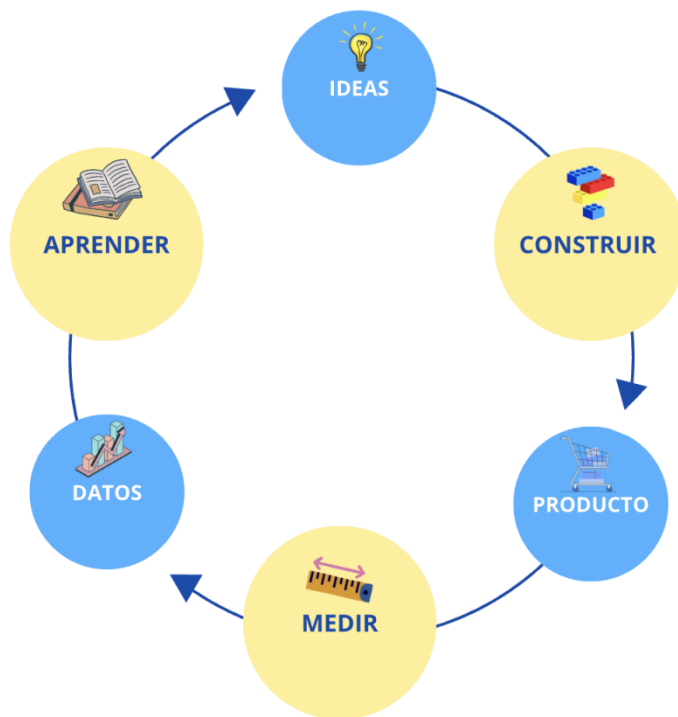 IDEAS
CONSTRUIR
PRODUCTO
MEDIR
DATOS
APRENDER